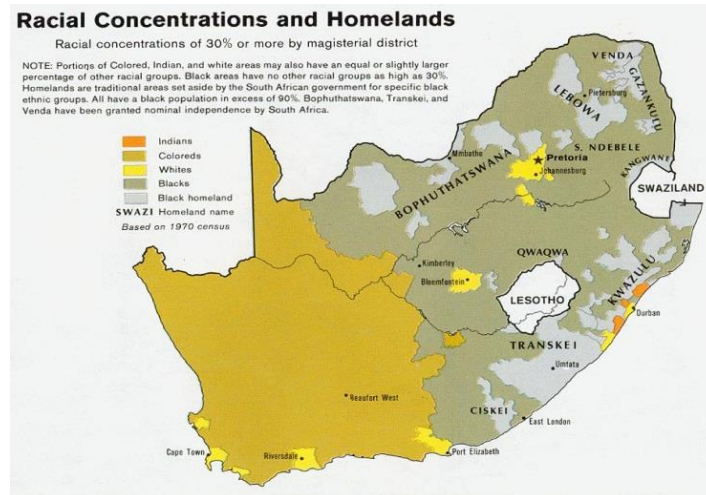 Racial Concentrations and Homelands
Racial concentrations of 30% or more by magisterial district
NOTE: Portions of Colored, Indian, and white areas may also have an equal or slightly larger
percentage of other racial groups. Black areas have no other racial groups as high as 30%.
Homelands are traditional areas set aside by the South African government for specific black
ethnic groups. All have a black population in excess of 90%. Bophuthatswana, Transkei, and
Venda have been granted nominal independence by South Africa.
Indians
Coloreds
Whites
Blacks
Black homeland
SWAZI Homeland name
Based on 1970 census
VENDA
GAZANKULU
LEBOWA
Pietersburg
S. NDEBELE
Mmbatho
Pretoria
Johannesburg
BOPHUTHATSWANA
KANGWANE
SWAZILAND
QWAQWA
Kimberley
Bloemfontein
LESOTHO
KWAZULU
Durban
TRANSKEI
Umtata
Beaufort West
CISKEI
East London
Cape Town
Riversdale
Port Elizabeth